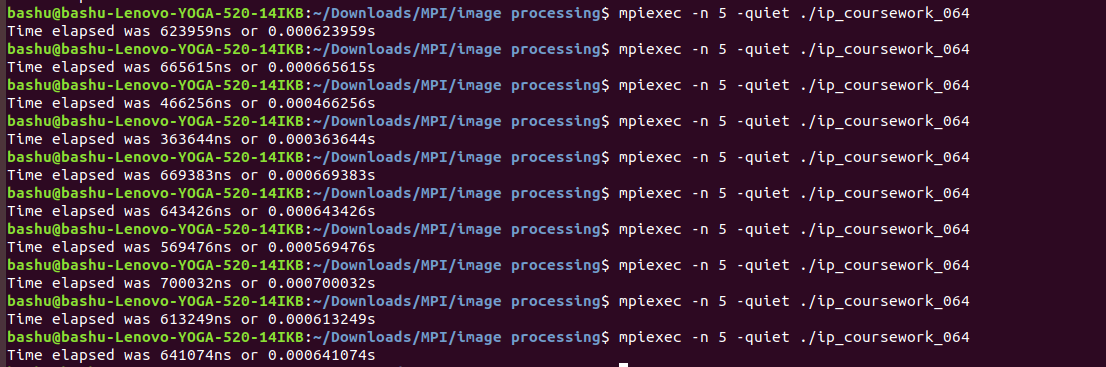 bashu@bashu-Lenovo-YOGA-520-14IKB:~/Downloads/MPI/image processing$ mpiexec -n 5 -quiet ./ip_coursework_064
Time elapsed was 623959ns or 0.000623959s
bashu@bashu-Lenovo-YOGA-520-14IKB:~/Downloads/MPI/image processing$ mpiexec -n 5 -quiet ./ip_coursework_064
Time elapsed was 665615ns or 0.000665615s
bashu@bashu-Lenovo-YOGA-520-14IKB:~/Downloads/MPI/image processing$ mpiexec -n 5 -quiet ./ip_coursework_064
Time elapsed was 466256ns or 0.000466256s
bashu@bashu-Lenovo-YOGA-520-14IKB:~/Downloads/MPI/image processing$ mpiexec -n 5 -quiet ./ip_coursework_064
Time elapsed was 363644ns or 0.000363644s
bashu@bashu-Lenovo-YOGA-520-14IKB:~/Downloads/MPI/image processing$ mpiexec -n 5 -quiet ./ip_coursework_064
Time elapsed was 669383ns or 0.000669383s
bashu@bashu-Lenovo-YOGA-520-14IKB:~/Downloads/MPI/image processing$ mpiexec -n 5 -quiet ./ip_coursework_064
Time elapsed was 643426ns or 0.000643426s
bashu@bashu-Lenovo-YOGA-520-14IKB:~/Downloads/MPI/image processing$ mpiexec -n 5 -quiet ./ip_coursework_064
Time elapsed was 569476ns or 0.000569476s
bashu@bashu-Lenovo-YOGA-520-14IKB:~/Downloads/MPI/image processing$ mpiexec -n 5 -quiet ./ip_coursework_064
Time elapsed was 700032ns or 0.000700032s
bashu@bashu-Lenovo-YOGA-520-14IKB:~/Downloads/MPI/image processing$ mpiexec -n 5 -quiet ./ip_coursework_064
Time elapsed was 613249ns or 0.000613249s
bashu@bashu-Lenovo-YOGA-520-14IKB:~/Downloads/MPI/image processing$ mpiexec -n 5 -quiet ./ip_coursework_064
Time elapsed was 641074ns or 0.000641074s